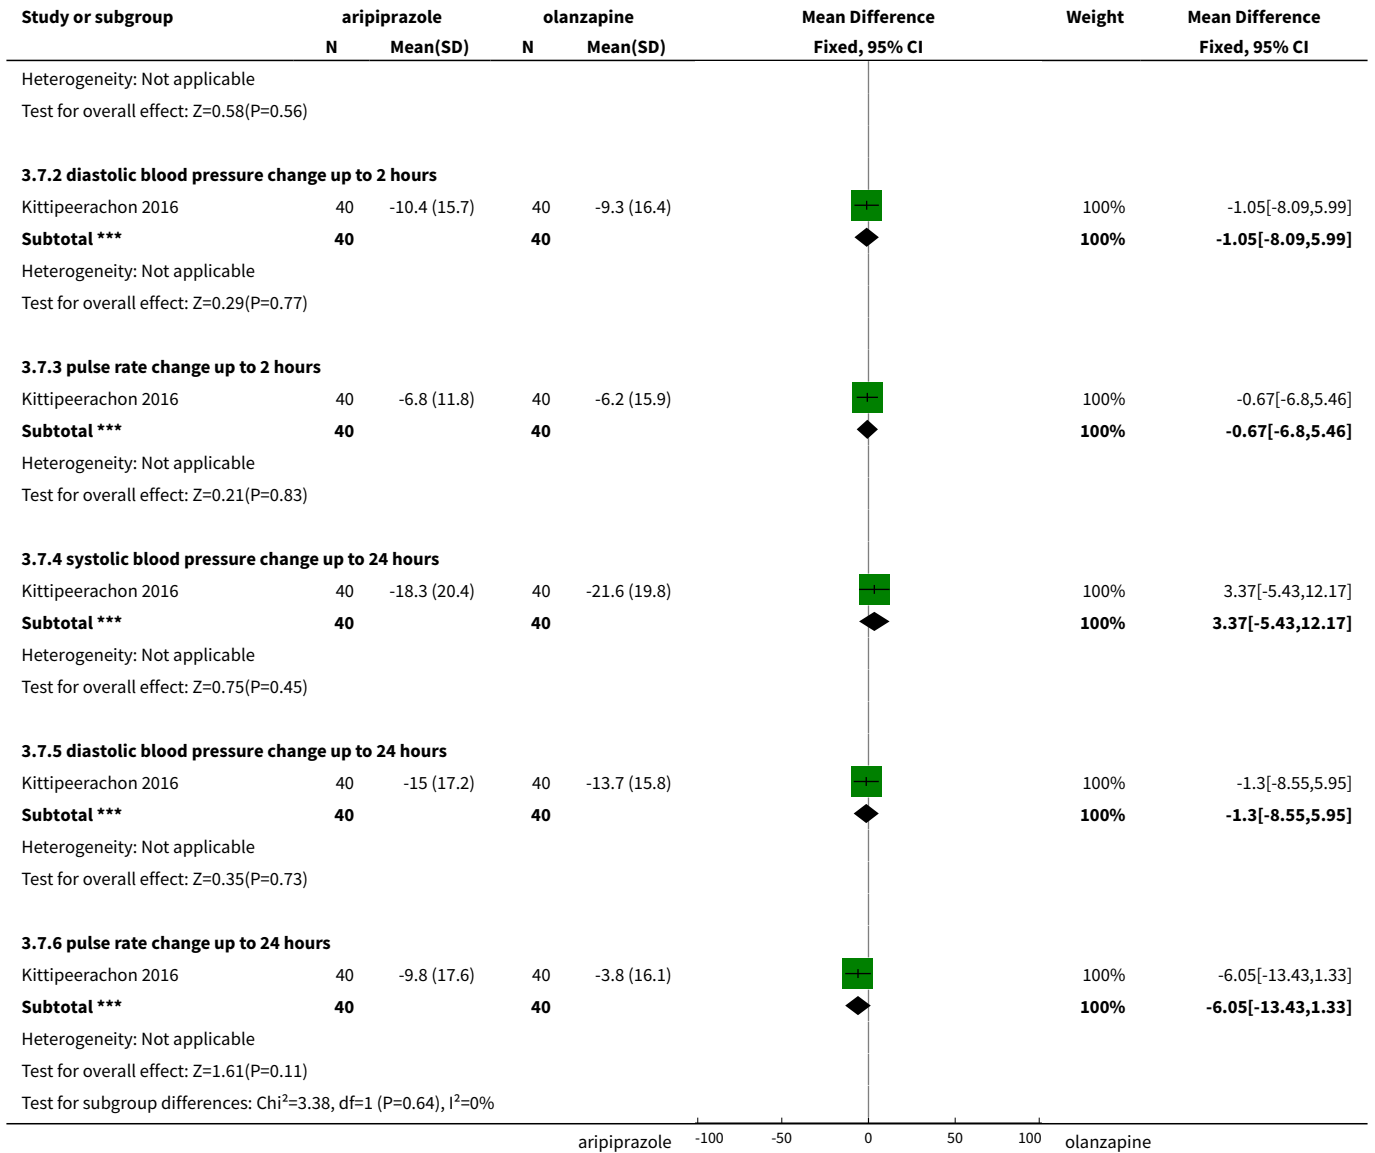 Study or subgroup aripiprazole olanzapine Mean Difference Weight Mean Difference
N Mean(SD) N Mean(SD) Fixed, 95% CI Fixed, 95% CI
Heterogeneity: Not applicable
Test for overall effect: Z=0.58(P=0.56)
3.7.2 diastolic blood pressure change up to 2 hours
Kittipeerachon 2016 40 -10.4 (15.7) 40 -9.3 (16.4) 100% -1.05[-8.09,5.99]
Subtotal *** 40 40 100% -1.05[-8.09,5.99]
Heterogeneity: Not applicable
Test for overall effect: Z=0.29(P=0.77)
3.7.3 pulse rate change up to 2 hours
Kittipeerachon 2016 40 -6.8 (11.8) 40 -6.2 (15.9) 100% -0.67[-6.8,5.46]
Subtotal *** 40 40 100% -0.67[-6.8,5.46]
Heterogeneity: Not applicable
Test for overall effect: Z=0.21(P=0.83)
3.7.4 systolic blood pressure change up to 24 hours
Kittipeerachon 2016 40 -18.3 (20.4) 40 -21.6 (19.8) 100% 3.37[-5.43,12.17]
Subtotal *** 40 40 100% 3.37[-5.43,12.17]
Heterogeneity: Not applicable
Test for overall effect: Z=0.75(P=0.45)
3.7.5 diastolic blood pressure change up to 24 hours
Kittipeerachon 2016 40 -15 (17.2) 40 -13.7 (15.8) 100% -1.3[-8.55,5.95]
Subtotal *** 40 40 100% -1.3[-8.55,5.95]
Heterogeneity: Not applicable
Test for overall effect: Z=0.35(P=0.73)
3.7.6 pulse rate change up to 24 hours
Kittipeerachon 2016 40 -9.8 (17.6) 40 -3.8 (16.1) 100% -6.05[-13.43,1.33]
Subtotal *** 40 40 100% -6.05[-13.43,1.33]
Heterogeneity: Not applicable
Test for overall effect: Z=1.61(P=0.11)
Test for subgroup differences: Chi²=3.38, df=1 (P=0.64), I²=0%
aripiprazole -100 -50 0 50 100 olanzapine